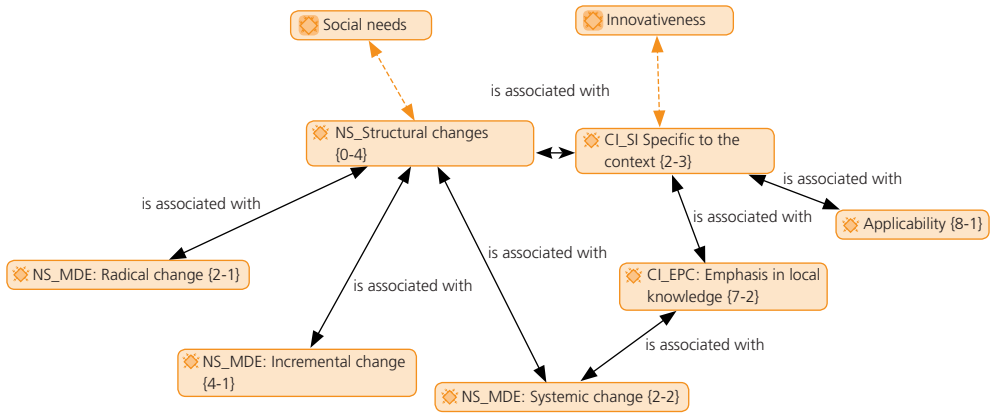 Social needs
Innovativeness
is associated with
NS_Structural changes
{0-4}
CI_SI Specific to the
context {2-3}
is associated with
is associated with
is associated with
Applicability {8-1}
is associated with
NS_MDE: Radical change {2-1}
CI_EPC: Emphasis in local
knowledge {7-2}
is associated with
is associated with
NS_MDE: Incremental change
{4-1}
NS_MDE: Systemic change {2-2}